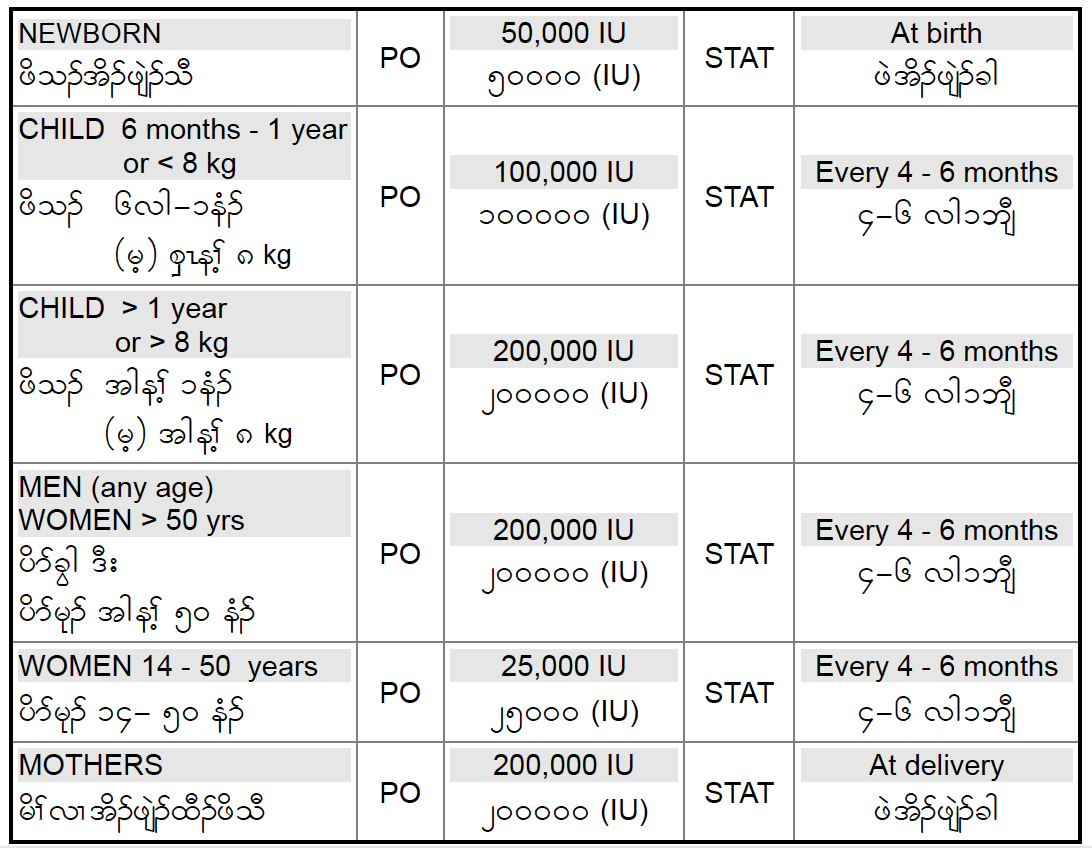 NEWBORN
ဖိသၣ်အိၣ်ဖျဲၣ်သီ
PO
50,000 IU
၅၀၀၀၀ (IU)
STAT
At birth
ဖဲအိၣ်ဖျဲၣ်ခါ
CHILD 6 months - 1 year
or < 8 kg
ဖိသၣ် ၆လါ–၁နံၣ်
(မ့) စှၤန့ၢ် ၈ kg
PO
100,000 IU
၁၀၀၀၀၀ (IU)
STAT
Every 4 - 6 months
၄–၆ လါ၁ဘျီ
CHILD > 1 year
or > 8 kg
ဖိသၣ် အါန့ၢ် ၁နံၣ်
(မ့) အါန့ၢ် ၈ kg
PO
200,000 IU
၂၀၀၀၀၀ (IU)
STAT
Every 4 - 6 months
၄–၆ လါ၁ဘျီ
MEN (any age)
WOMEN > 50 yrs
ပိာ်ခွါ ဒီး
ပိာ်မုၣ် အါန့ၢ် ၅၀ နံၣ်
PO
200,000 IU
၂၀၀၀၀၀ (IU)
STAT
Every 4 - 6 months
၄–၆ လါ၁ဘျီ
WOMEN 14 - 50 years
ပိာ်မုၣ် ၁၄– ၅၀ နံၣ်
PO
25,000 IU
၂၅၀၀၀ (IU)
STAT
Every 4 - 6 months
၄–၆ လါ၁ဘျီ
MOTHERS
မိၢ်လၢအိၣ်ဖျဲၣ်ထီၣ်ဖိသီ
PO
200,000 IU
၂၀၀၀၀၀ (IU)
STAT
At delivery
ဖဲအိၣ်ဖျဲၣ်ခါ